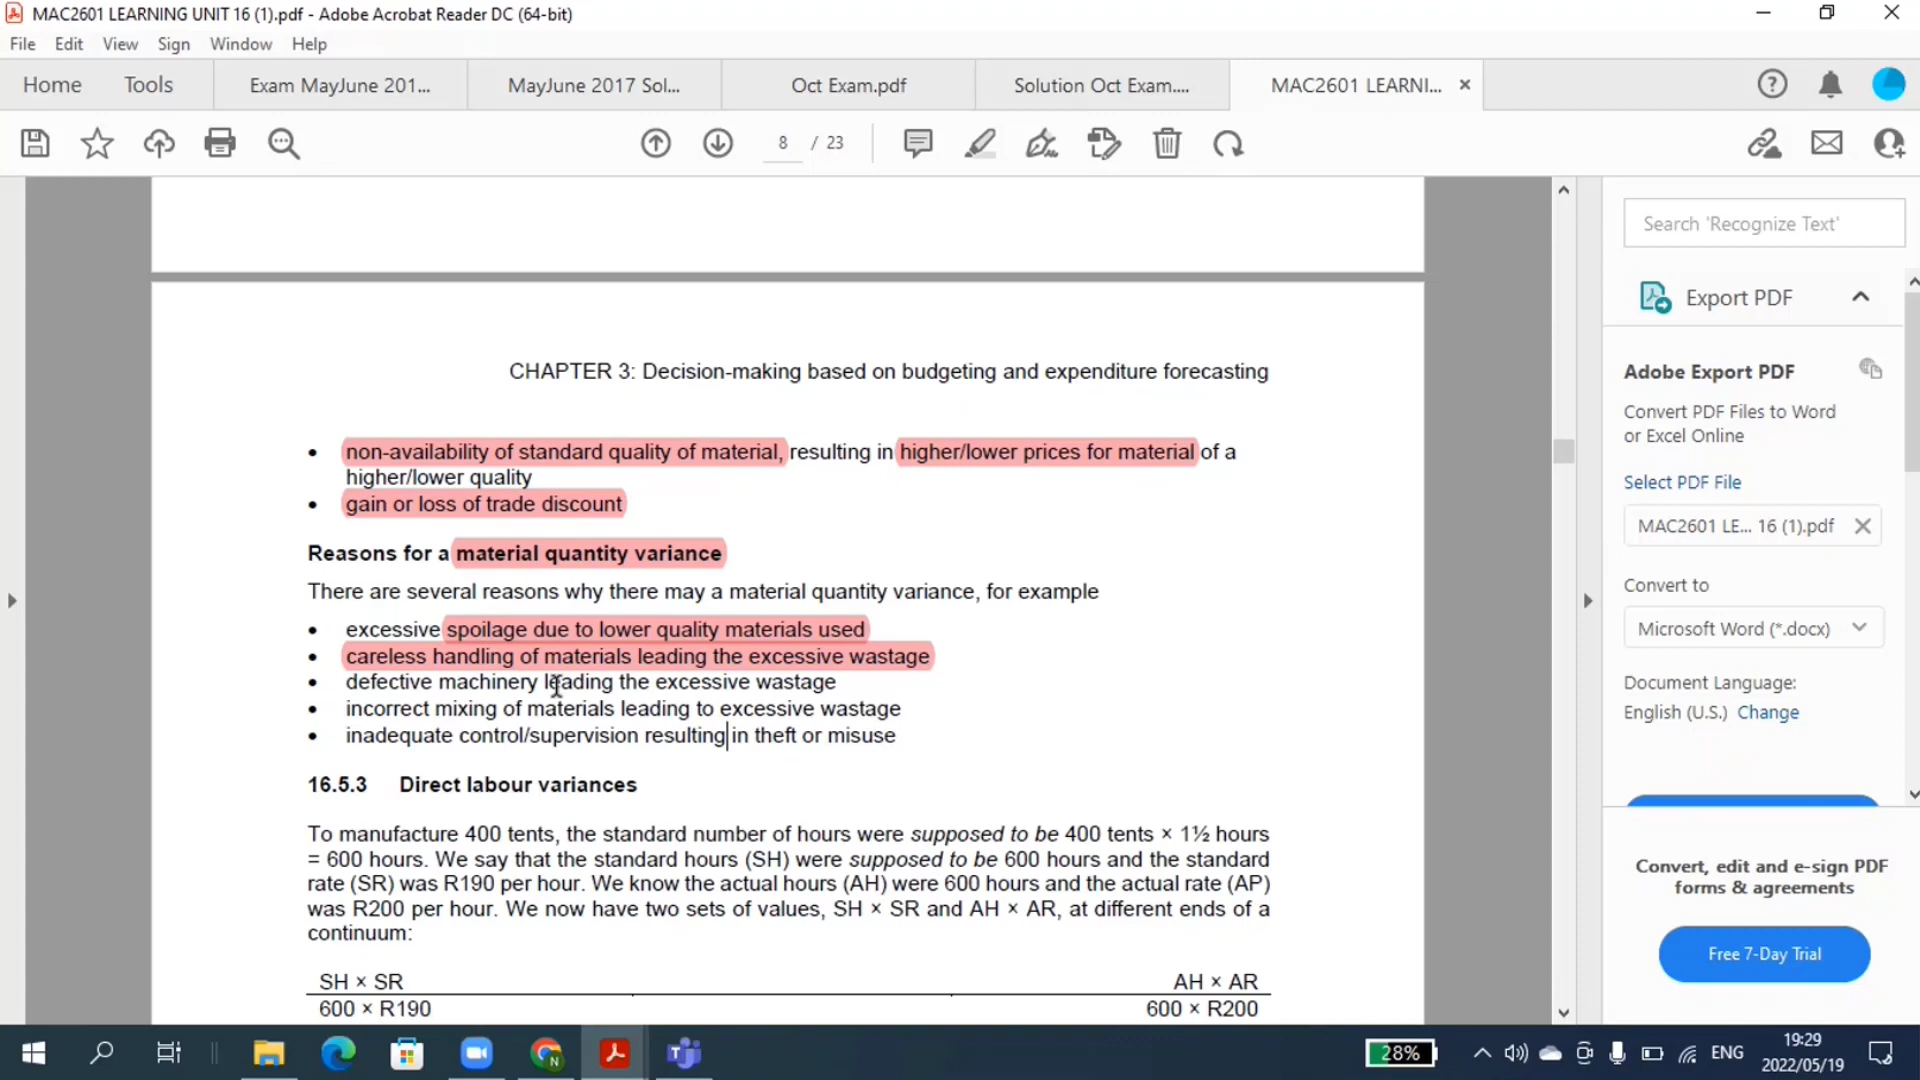 MAC2601 LEARNING UNIT 16 (1).pdf - Adobe Acrobat Reader DC (64-bit)
File Edit View Sign Window Help
Home Tools Exam MayJune 201... MayJune 2017 Sol... Oct Exam.pdf Solution Oct Exam.... MAC2601 LEARNI...
8 / 23
Search 'Recognize Text'
Export PDF
Adobe Export PDF
Convert PDF Files to Word
or Excel Online
Select PDF File
MAC2601 LE... 16 (1).pdf
Convert to
Microsoft Word (*.docx)
Document Language:
English (U.S.) Change
Convert, edit and e-sign PDF
forms & agreements
Free 7-Day Trial
CHAPTER 3: Decision-making based on budgeting and expenditure forecasting
• non-availability of standard quality of material, resulting in higher/lower prices for material of a
higher/lower quality
• gain or loss of trade discount
Reasons for a material quantity variance
There are several reasons why there may a material quantity variance, for example
• excessive spoilage due to lower quality materials used
• careless handling of materials leading the excessive wastage
• defective machinery leading the excessive wastage
• incorrect mixing of materials leading to excessive wastage
• inadequate control/supervision resulting in theft or misuse
16.5.3 Direct labour variances
To manufacture 400 tents, the standard number of hours were supposed to be 400 tents × 1½ hours
= 600 hours. We say that the standard hours (SH) were supposed to be 600 hours and the standard
rate (SR) was R190 per hour. We know the actual hours (AH) were 600 hours and the actual rate (AP)
was R200 per hour. We now have two sets of values, SH × SR and AH × AR, at different ends of a
continuum:
SH × SR AH × AR
600 × R190 600 × R200
28% ENG 19:29
2022/05/19